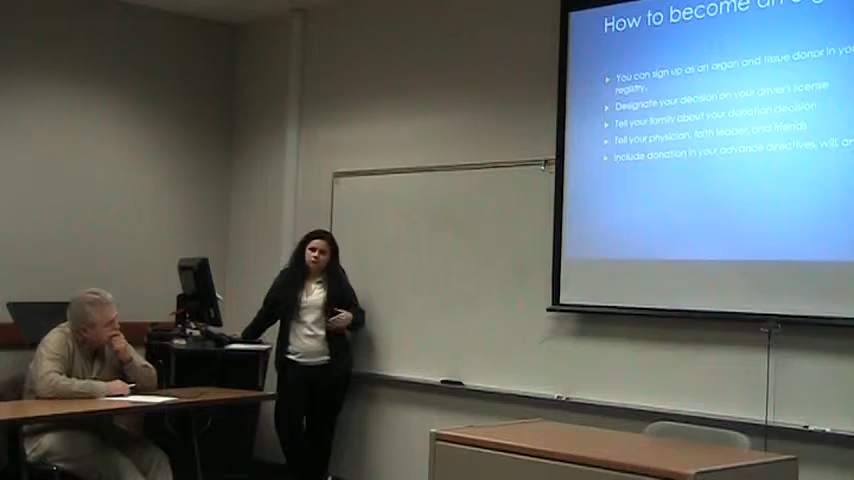 How to become an
You can sign up as an organ and tissue donor in your
registry.
Designate your decision on your driver's license
Tell your family about your donation decision
Tell your physician, faith leader, and friends
Include donation in your advance directives, will, an